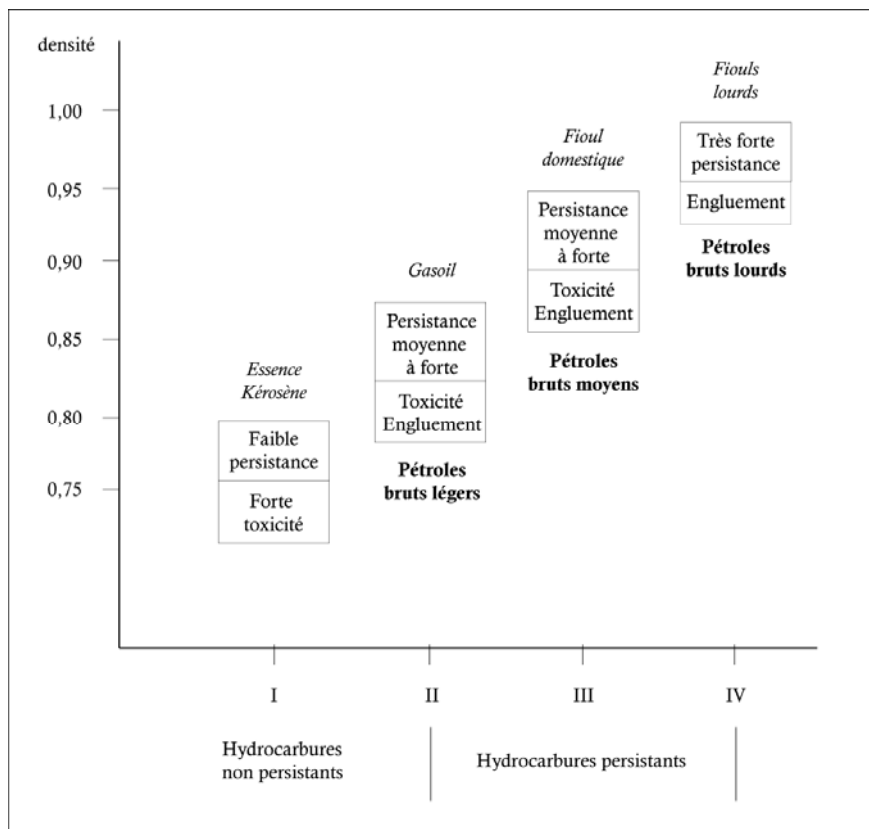 densité
1,00
0,95
0,90
0,85
0,80
0,75
Essence
Kérosène
Faible
persistance
Forte
toxicité
Gasoil
Persistance
moyenne
à forte
Toxicité
Engluement
Pétroles
bruts légers
Fioul
domestique
Persistance
moyenne
à forte
Toxicité
Engluement
Pétroles
bruts moyens
Fiouls
lourds
Très forte
persistance
Engluement
Pétroles
bruts lourds
I
II
III
IV
Hydrocarbures
non persistants
Hydrocarbures persistants